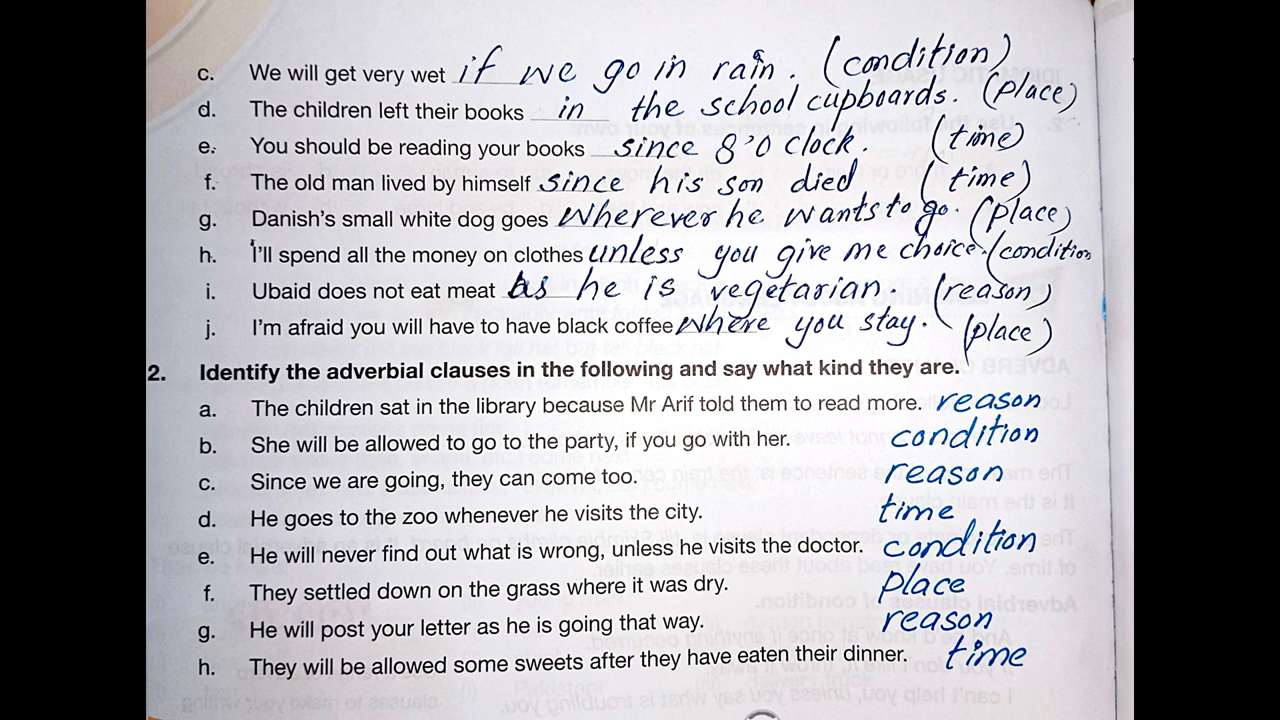 c. We will get very wet if we go in rain. (condition)
d. The children left their books in the school cupboards. (place)
e. You should be reading your books since 8'0 clock. (time)
f. The old man lived by himself since his son died (time)
g. Danish's small white dog goes wherever he wants to go. (place)
h. I'll spend all the money on clothes unless you give me choice. (condition
i. Ubaid does not eat meat as he is vegetarian. (reason)
j. I'm afraid you will have to have black coffee where you stay. (place)
2. Identify the adverbial clauses in the following and say what kind they are.
a. The children sat in the library because Mr Arif told them to read more. reason
b. She will be allowed to go to the party, if you go with her. condition
c. Since we are going, they can come too. reason
d. He goes to the zoo whenever he visits the city. time
e. He will never find out what is wrong, unless he visits the doctor. condition
f. They settled down on the grass where it was dry. place
g. He will post your letter as he is going that way. reason
h. They will be allowed some sweets after they have eaten their dinner. time